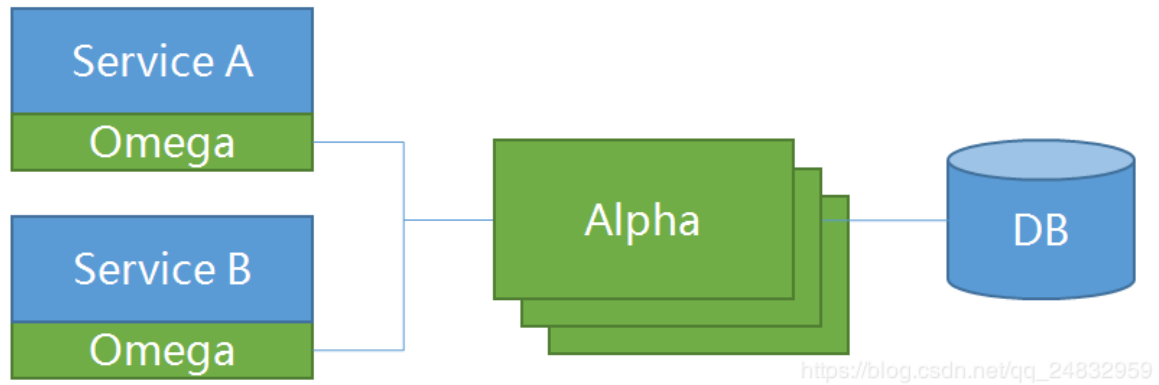 Service A
Omega
Service B
Omega
Alpha
DB
https://blog.csdn.net/qq_24832959